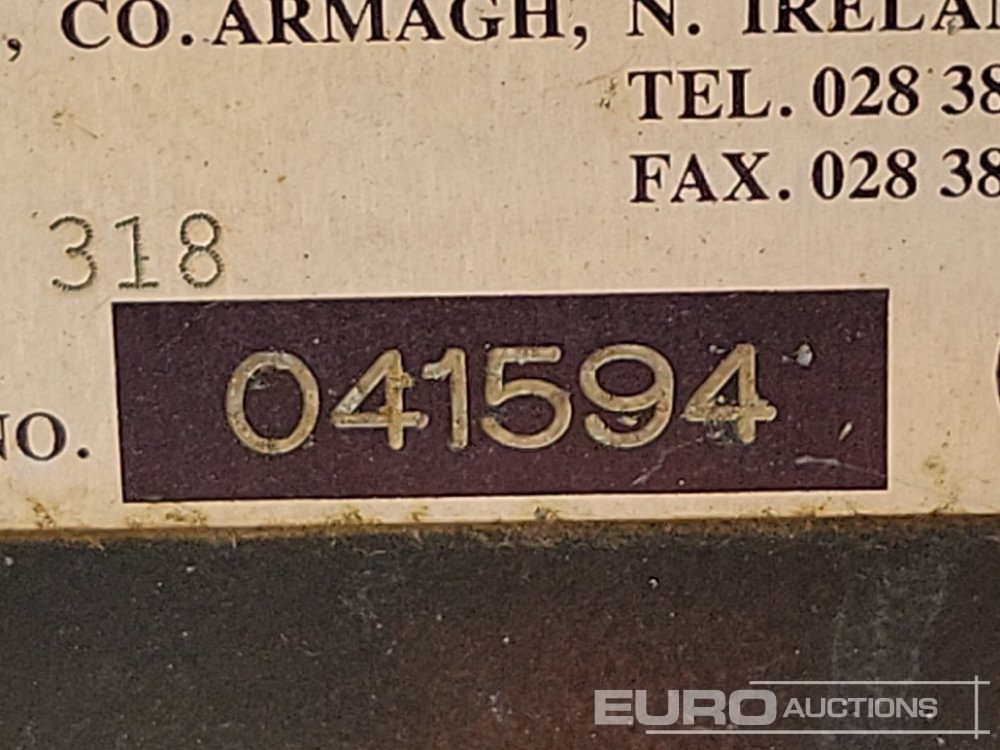 , CO. ARMAGH, N. IRELAN
TEL. 028 38
FAX. 028 38
318
NO. 041594
EURO AUCTIONS